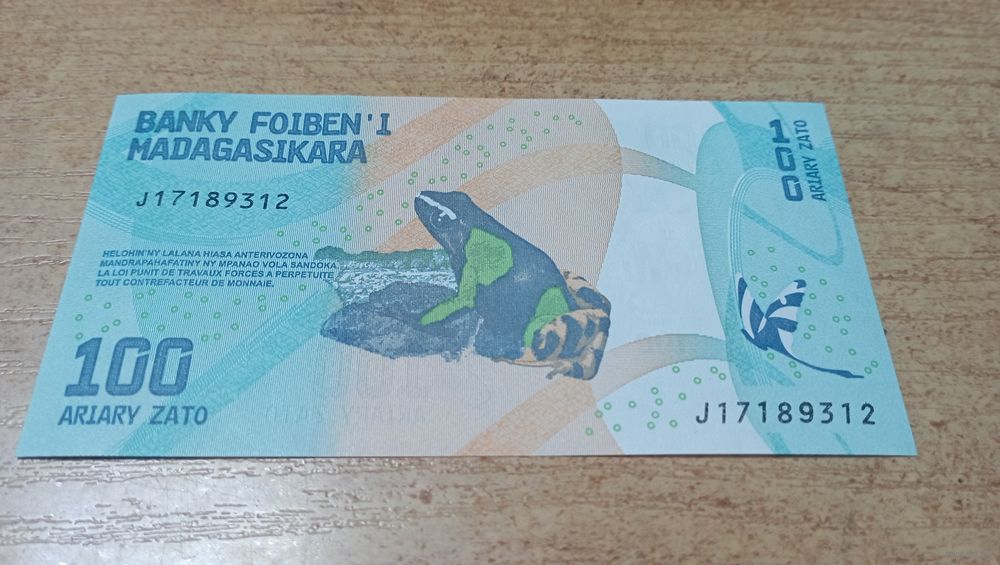 BANKY FOIBEN'I
MADAGASIKARA
J17189312
HELOHIN'NY LALANA HIASA ANTERIVOZONA
MANDRAPAHAFATINY NY MPANAO VOLA SANDOKA.
LA LOI PUNIT DE TRAVAUX FORCES A PERPETUITE
TOUT CONTREFACTEUR DE MONNAIE.
100
ARIARY ZATO
100
ARIARY ZATO
J17189312